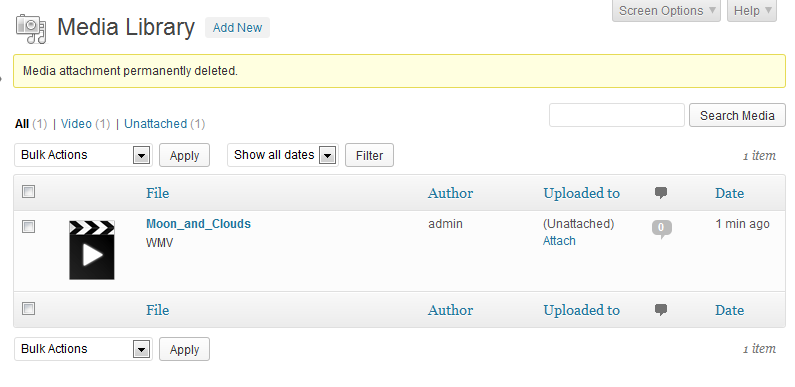 Screen Options Help
Media Library Add New
Media attachment permanently deleted.
All (1) | Video (1) | Unattached (1)
Search Media
Bulk Actions Apply Show all dates Filter 1 item
File Author Uploaded to Date
Moon_and_Clouds admin (Unattached) 0 1 min ago
WMV Attach
File Author Uploaded to Date
Bulk Actions Apply 1 item